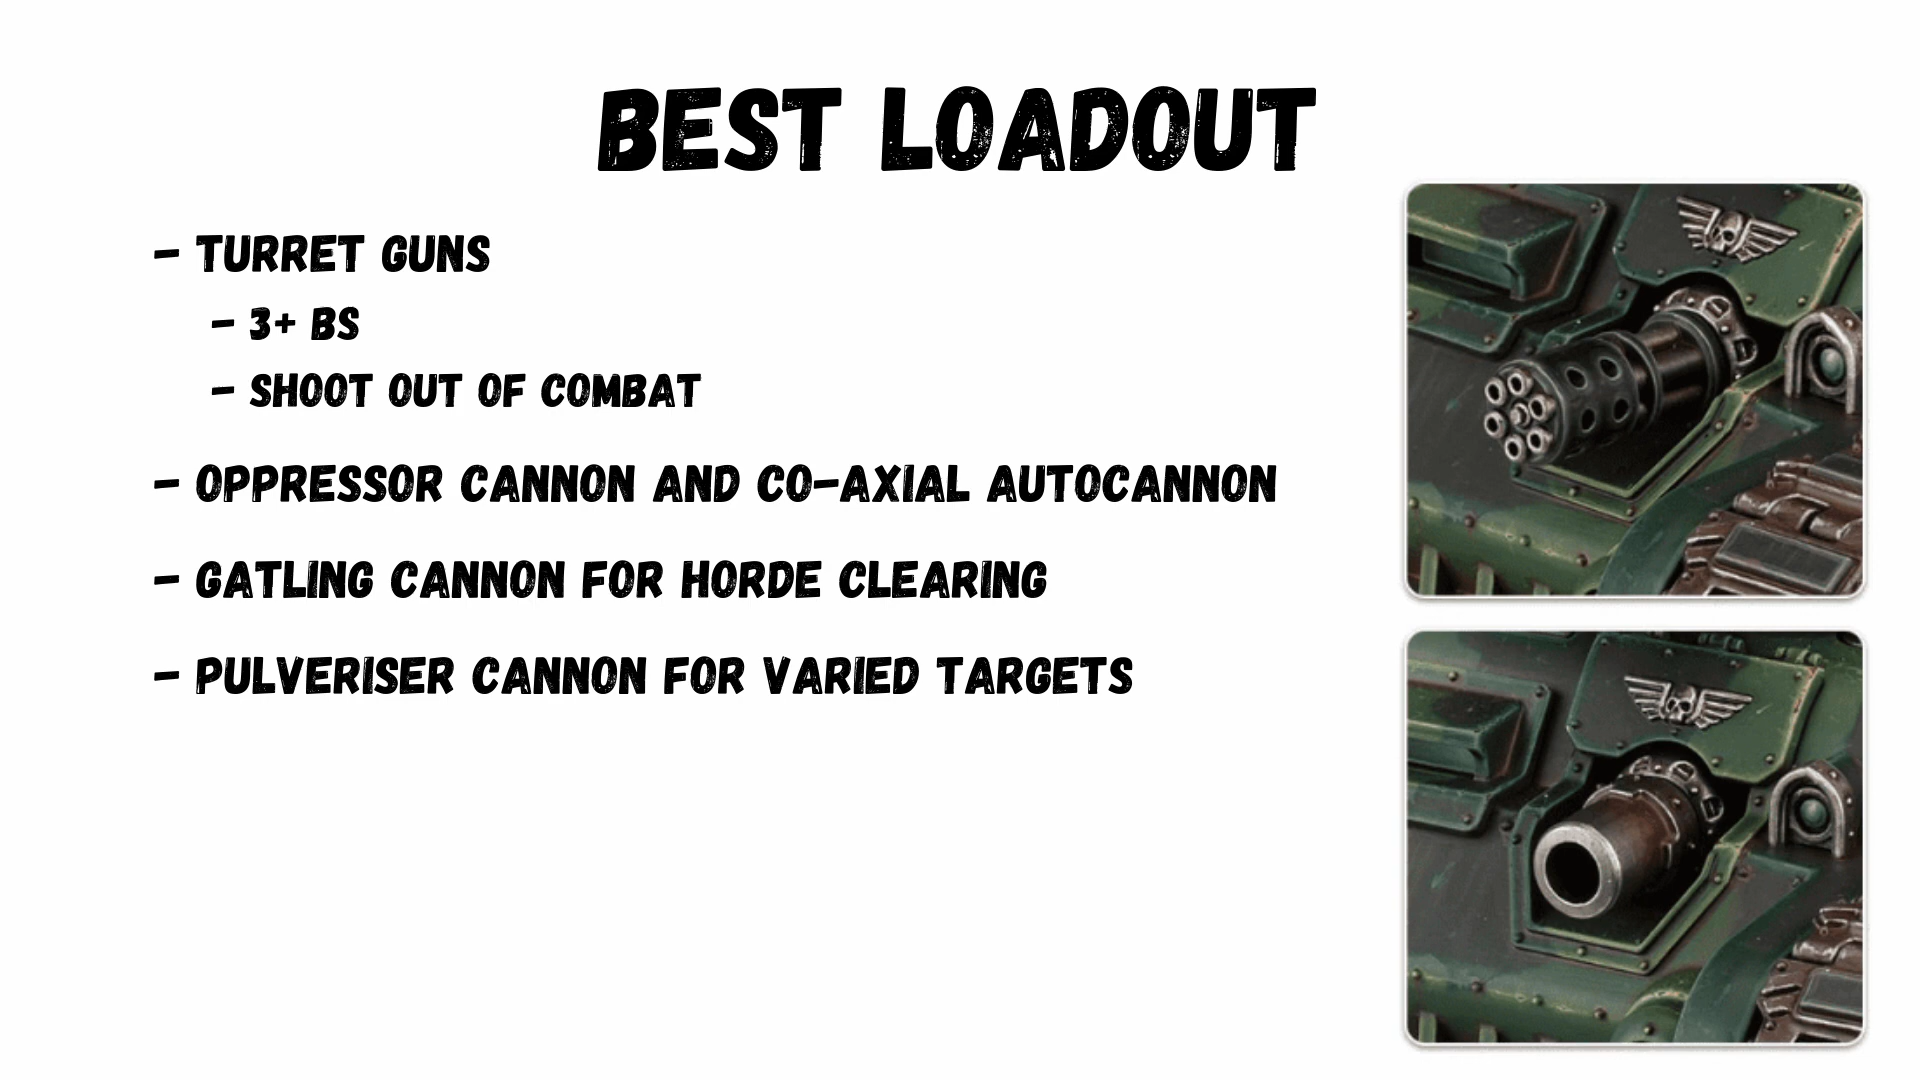 BEST LOADOUT
- TURRET GUNS
- 3+ BS
- SHOOT OUT OF COMBAT
- OPPRESSOR CANNON AND CO-AXIAL AUTOCANNON
- GATLING CANNON FOR HORDE CLEARING
- PULVERISER CANNON FOR VARIED TARGETS